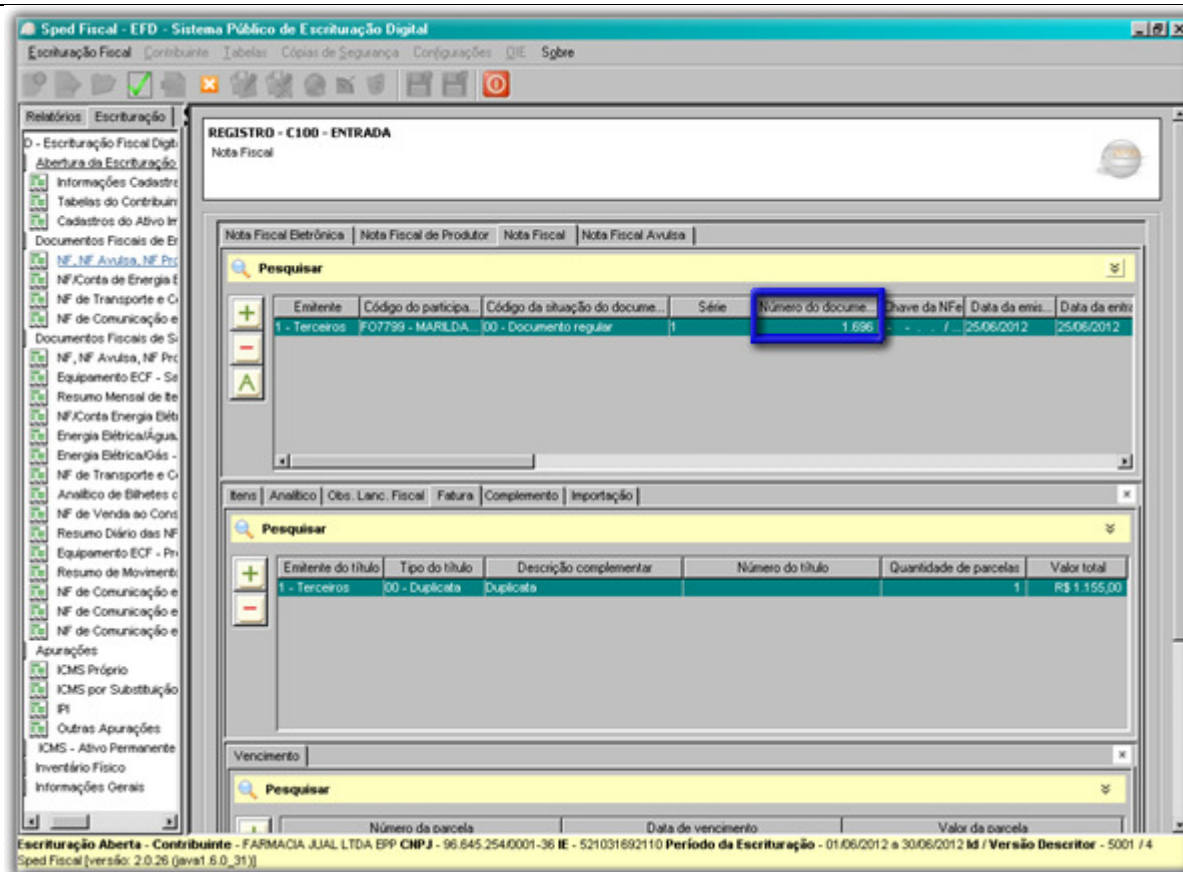 Sped Fiscal - EFD - Sistema Público de Escrituração Digital
Escrituração Fiscal Contribuinte Tabelas Cópias de Segurança Configurações QIE Sobre
Relatórios Escrituração
D - Escrituração Fiscal Digit
Abertura da Escrituração
Informações Cadastra
Tabelas do Contribuin
Cadastros do Ativo Im
Documentos Fiscais de En
NF, NF Avulsa, NF Pro
NF/Conta de Energia E
NF de Transporte e C
NF de Comunicação e
Documentos Fiscais de Sa
NF, NF Avulsa, NF Pro
Equipamento ECF - Se
Resumo Mensal de Ite
NF/Conta Energia Elét
Energia Elétrica/Água,
Energia Elétrica/Gás -
NF de Transporte e C
Analítico de Bilhetes c
NF de Venda ao Cons
Resumo Diário das NF
Equipamento ECF - Pr
Resumo de Movimento
NF de Comunicação e
NF de Comunicação e
NF de Comunicação e
Apurações
ICMS Próprio
ICMS por Substituição
IPI
Outras Apurações
ICMS - Ativo Permanente
Inventário Físico
Informações Gerais
REGISTRO - C100 - ENTRADA
Nota Fiscal
Nota Fiscal Eletrônica Nota Fiscal de Produtor Nota Fiscal Nota Fiscal Avulsa
Pesquisar
Emitente Código do participa... Código da situação do docume... Série Número do docume... Chave da NFe Data da emis... Data da entra
1 - Terceiros FO7799 - MARILDA... 00 - Documento regular 1 1.696 - - . . / ... 25/06/2012 25/06/2012
Itens Analítico Obs. Lanc. Fiscal Fatura Complemento Importação
Pesquisar
Emitente do título Tipo do título Descrição complementar Número do título Quantidade de parcelas Valor total
1 - Terceiros 00 - Duplicata Duplicata 1 R$ 1.155,00
Vencimento
Pesquisar
Número da parcela Data de vencimento Valor da parcela
Escrituração Aberta - Contribuinte - FARMACIA JUAL LTDA EPP CNPJ - 96.645.254/0001-36 IE - 521031692110 Período da Escrituração - 01/06/2012 a 30/06/2012 Id / Versão Descritor - 5001 / 4
Sped Fiscal [versão: 2.0.26 (java1.6.0_31)]